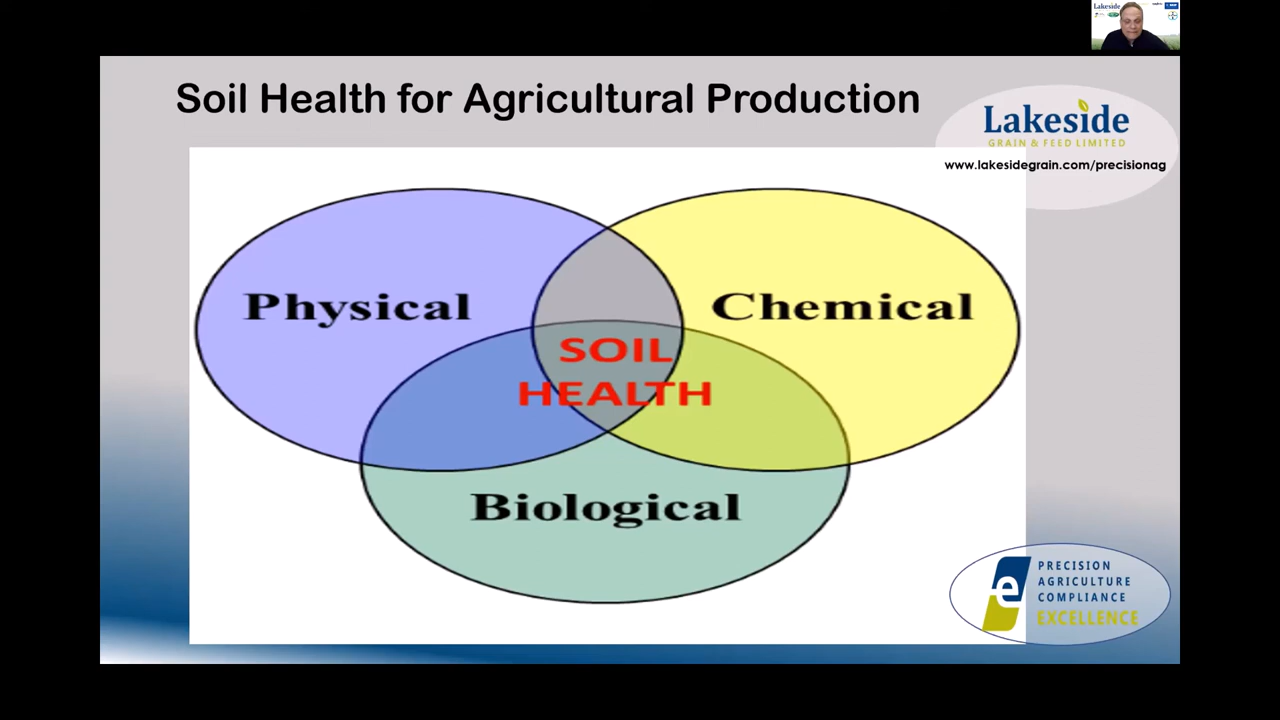 Soil Health for Agricultural Production
Lakeside
GRAIN & FEED LIMITED
www.lakesidegrain.com/precisionag
Physical
Chemical
SOIL
HEALTH
Biological
e
PRECISION
AGRICULTURE
COMPLIANCE
EXCELLENCE
Lakeside